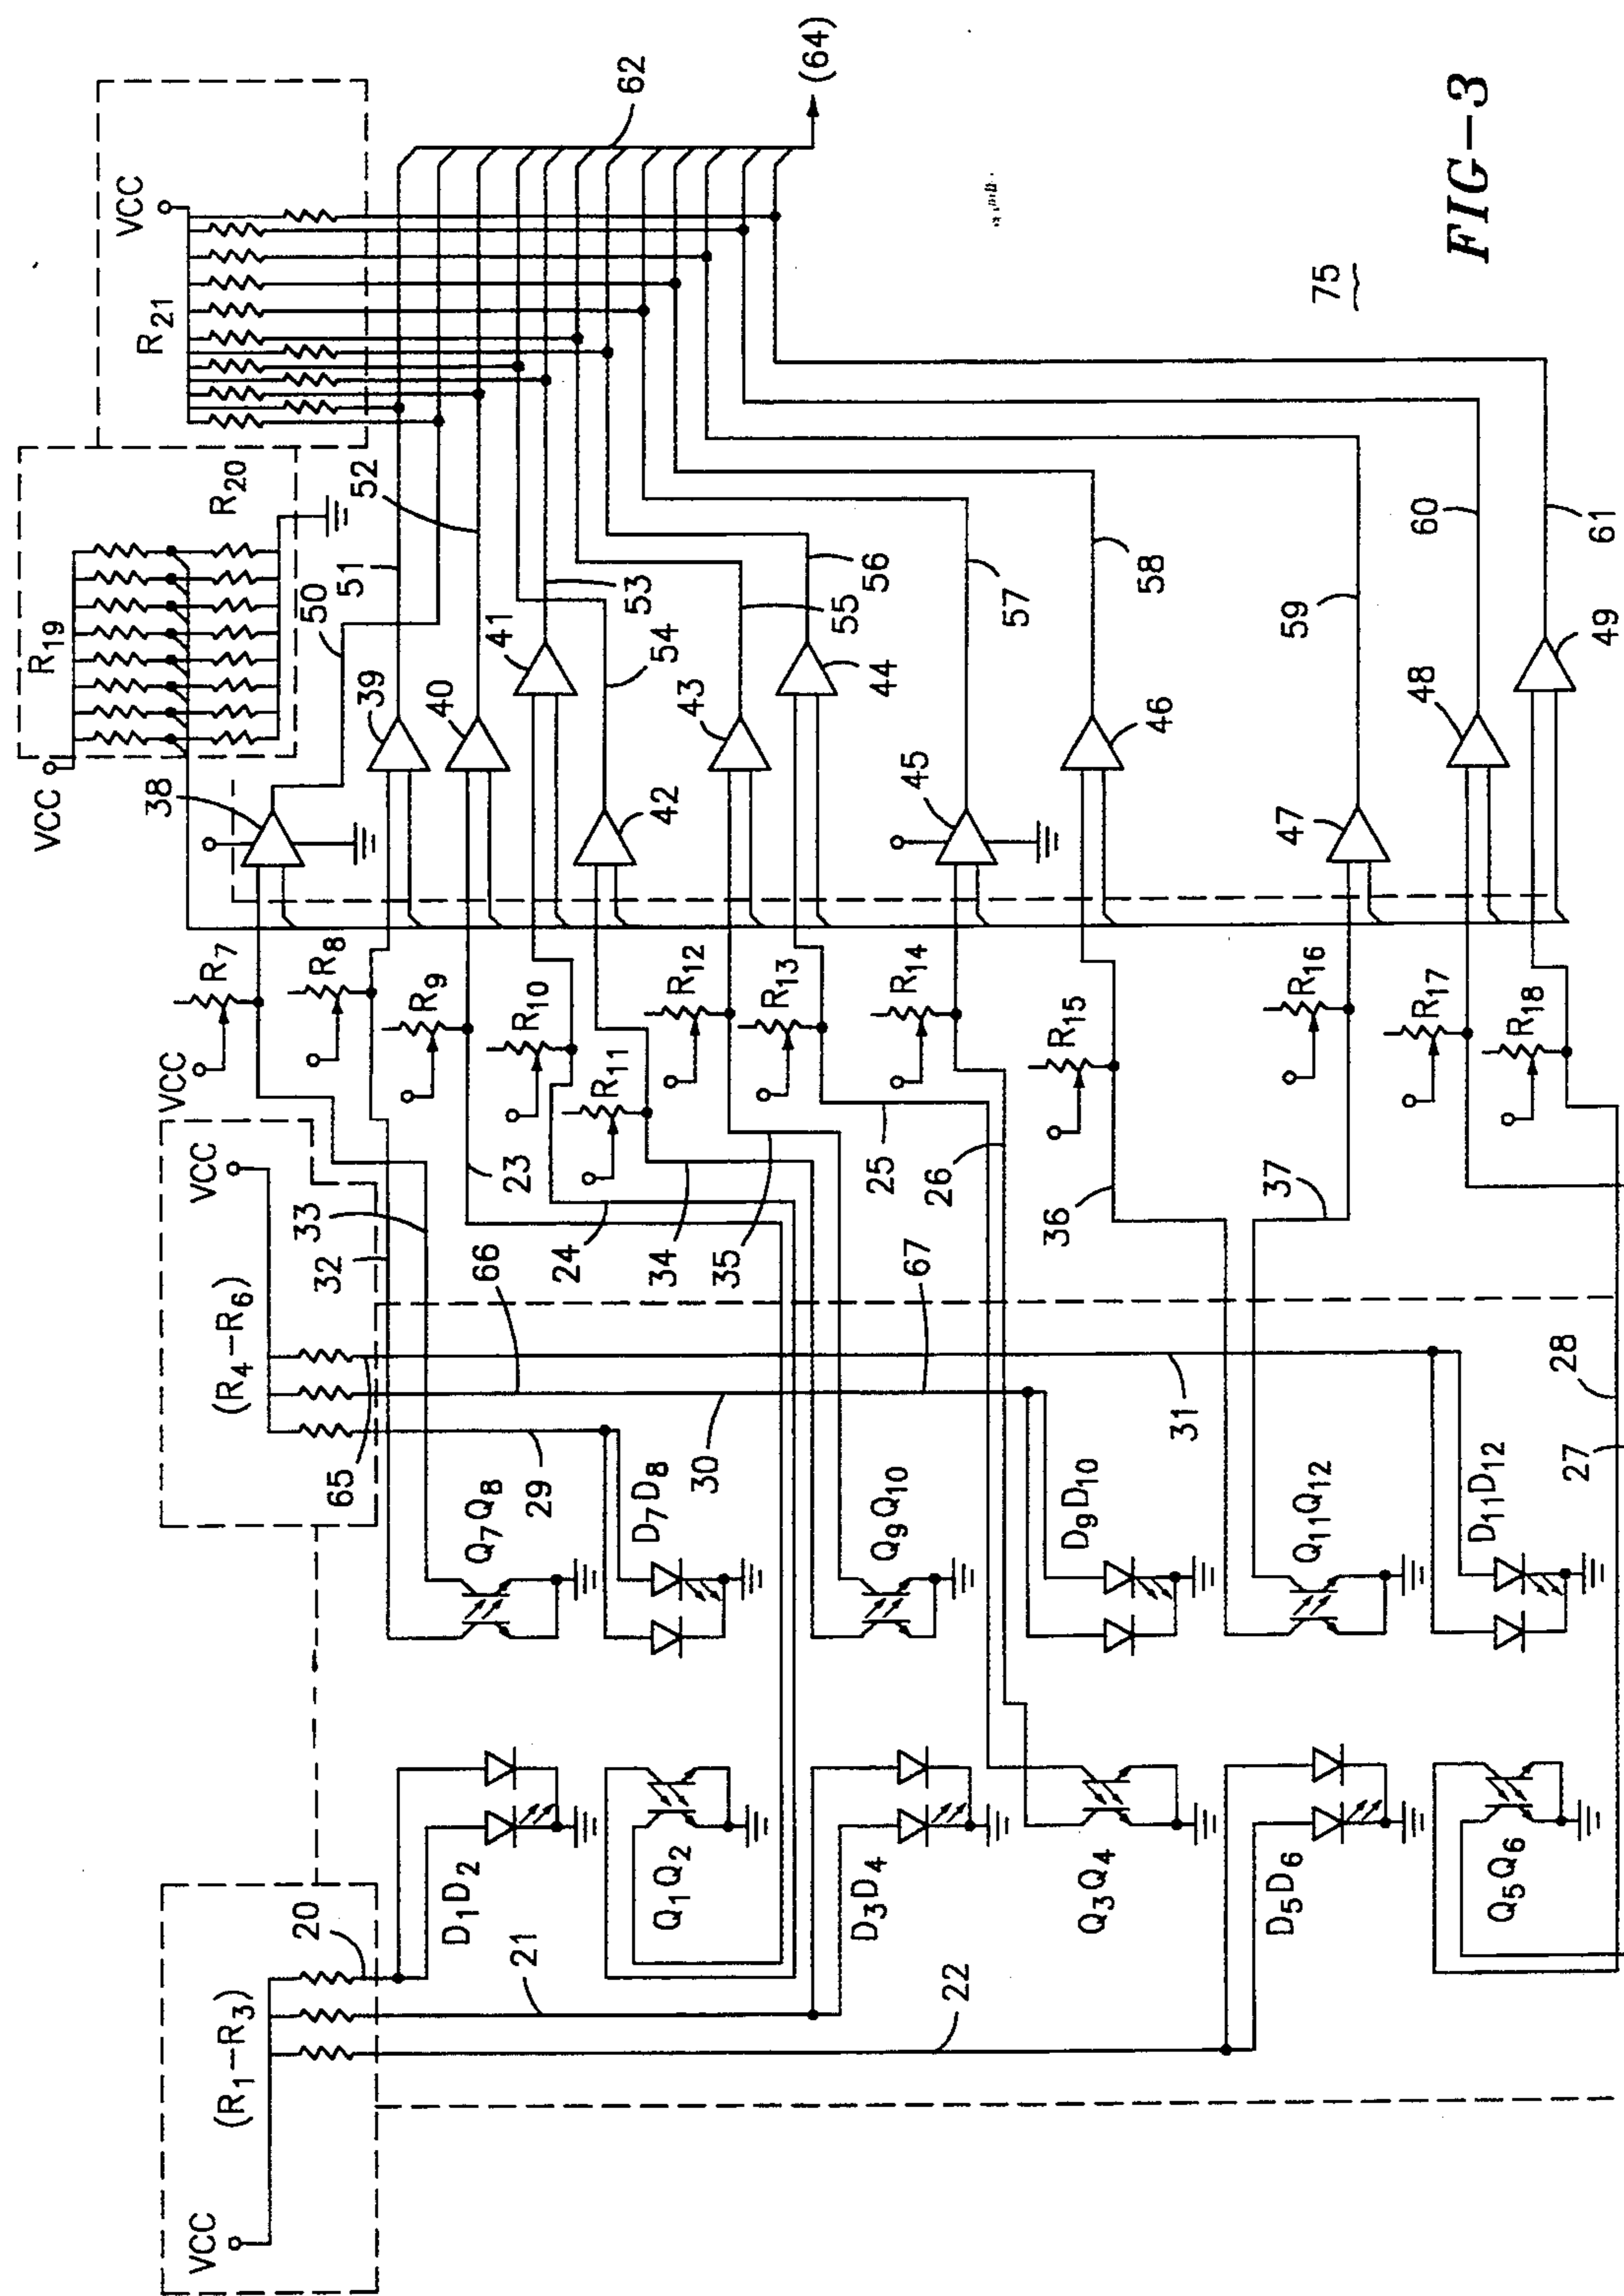 VCC
(R1–R3)
20
21
22
D1D2
Q1Q2
D3D4
Q3Q4
D5D6
Q5Q6
VCC
(R4–R6)
65
29
66
30
67
31
Q7Q8
D7D8
Q9Q10
D9D10
Q11Q12
D11D12
27
28
32
33
23
24
34
35
25
26
36
37
VCC
R7
R8
R9
R10
R11
R12
R13
R14
R15
R16
R17
R18
VCC
R19
R20
38
39
40
41
42
43
44
45
46
47
48
49
50
51
52
53
54
55
56
57
58
59
60
61
VCC
R21
62
(64)
75
FIG–3